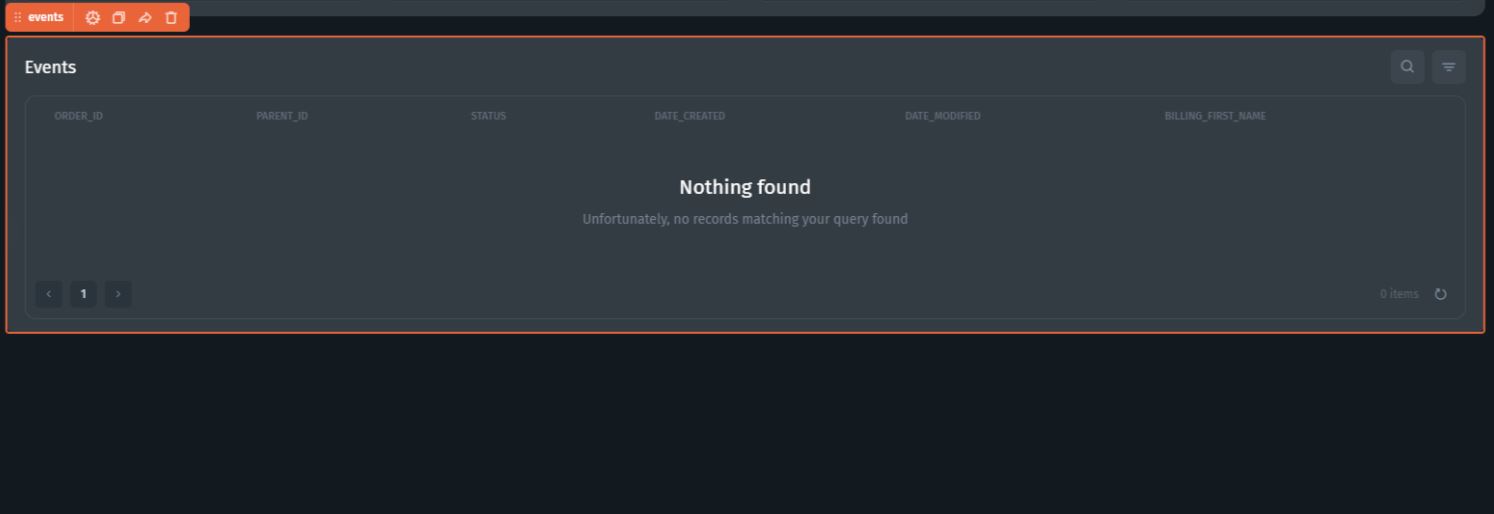 events
Events
ORDER_ID PARENT_ID STATUS DATE_CREATED DATE_MODIFIED BILLING_FIRST_NAME
Nothing found
Unfortunately, no records matching your query found
1 0 items